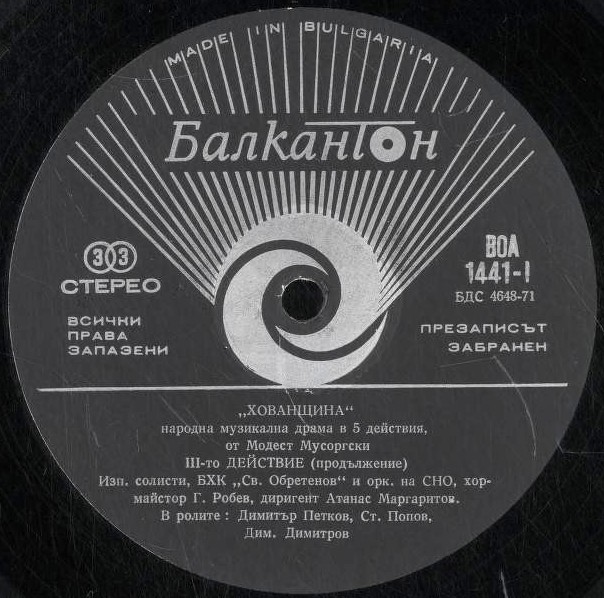 MADE IN BULGARIA
Балкантон
33
СТЕРЕО
ВОА
1441-I
БДС 4648-71
ВСИЧКИ
ПРАВА
ЗАПАЗЕНИ
ПРЕЗАПИСЪТ
ЗАБРАНЕН
„ХОВАНЩИНА“
народна музикална драма в 5 действия,
от Модест Мусоргски
III-то ДЕЙСТВИЕ (продължение)
Изп. солисти, БХК „Св. Обретенов“ и орк. на СНО, хор-
майстор Г. Робев, диригент Атанас Маргаритов.
В ролите : Димитър Петков, Ст. Попов,
Дим. Димитров